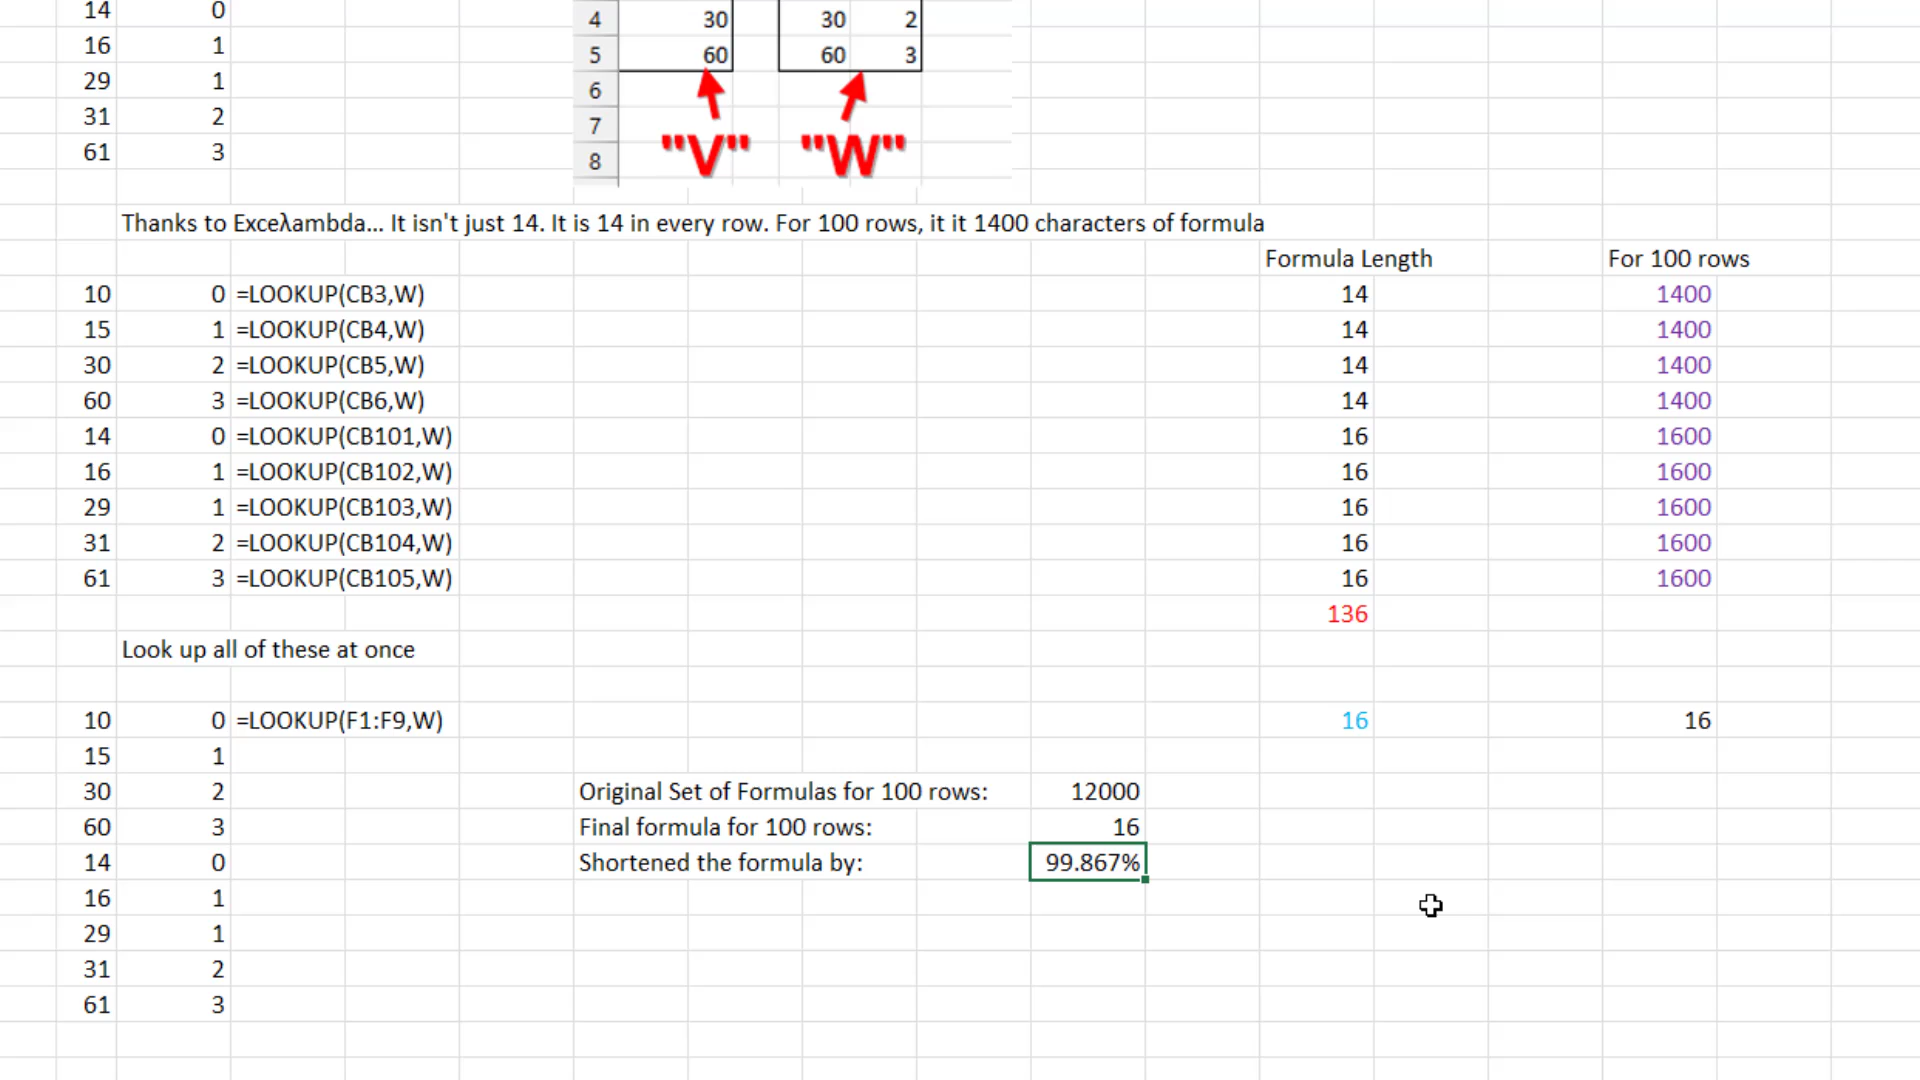 14 0 4 30 30 2
16 1 5 60 60 3
29 1 6
31 2 7 "V" "W"
61 3 8
Thanks to Exceλambda... It isn't just 14. It is 14 in every row. For 100 rows, it it 1400 characters of formula
Formula Length For 100 rows
10 0 =LOOKUP(CB3,W) 14 1400
15 1 =LOOKUP(CB4,W) 14 1400
30 2 =LOOKUP(CB5,W) 14 1400
60 3 =LOOKUP(CB6,W) 14 1400
14 0 =LOOKUP(CB101,W) 16 1600
16 1 =LOOKUP(CB102,W) 16 1600
29 1 =LOOKUP(CB103,W) 16 1600
31 2 =LOOKUP(CB104,W) 16 1600
61 3 =LOOKUP(CB105,W) 16 1600
136
Look up all of these at once
10 0 =LOOKUP(F1:F9,W) 16 16
15 1
30 2 Original Set of Formulas for 100 rows: 12000
60 3 Final formula for 100 rows: 16
14 0 Shortened the formula by: 99.867%
16 1
29 1
31 2
61 3